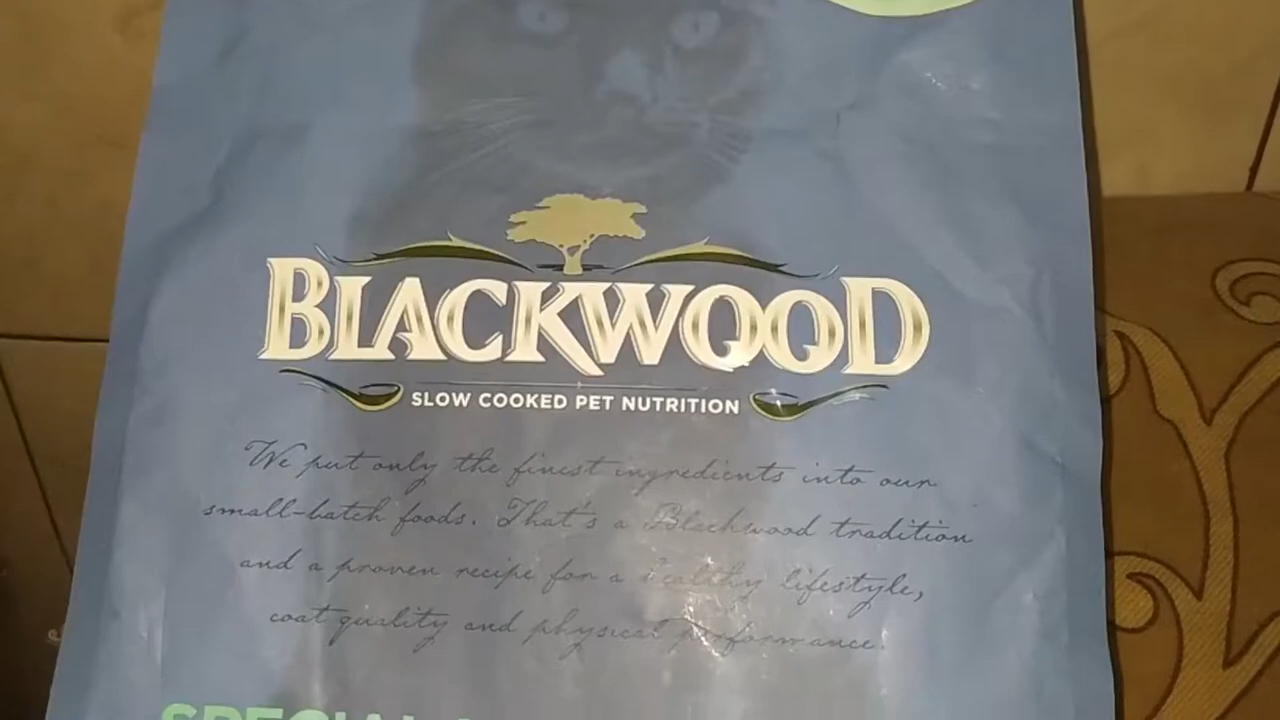 BLACKWOOD
SLOW COOKED PET NUTRITION
We put only the finest ingredients into our
small-batch foods. That's a Blackwood tradition
and a proven recipe for a healthy lifestyle,
coat quality and physical performance.
SPECIAL